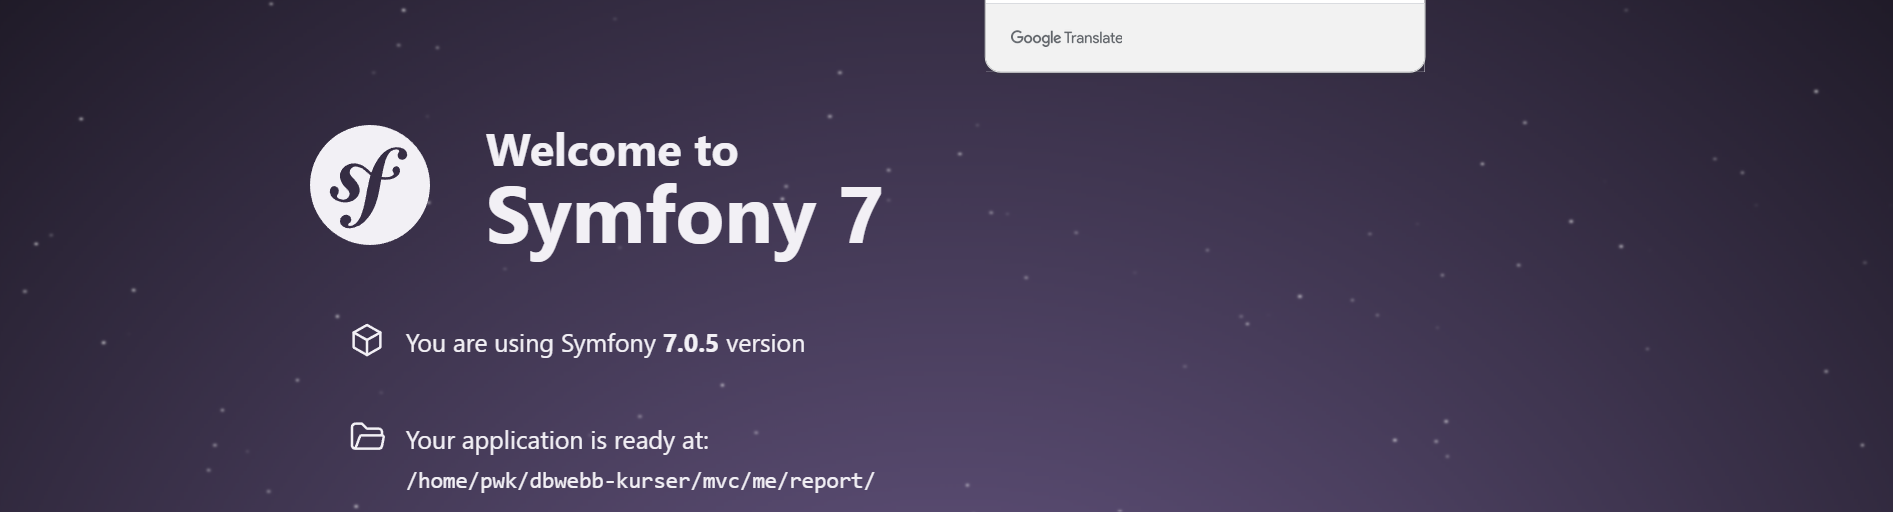 Google Translate
sf
Welcome to
Symfony 7
You are using Symfony 7.0.5 version
Your application is ready at:
/home/pwk/dbwebb-kurser/mvc/me/report/